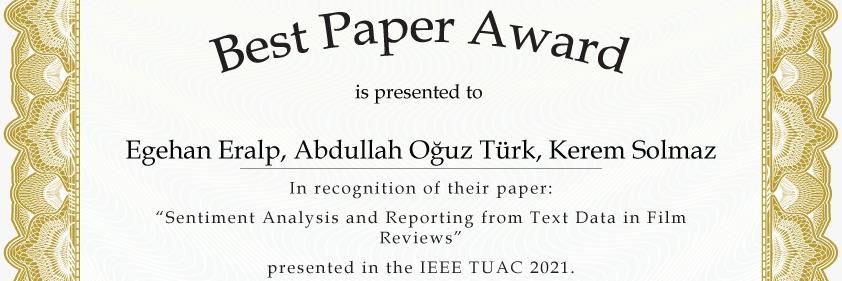 Best Paper Award
is presented to
Egehan Eralp, Abdullah Oğuz Türk, Kerem Solmaz
In recognition of their paper:
“Sentiment Analysis and Reporting from Text Data in Film
Reviews”
presented in the IEEE TUAC 2021.